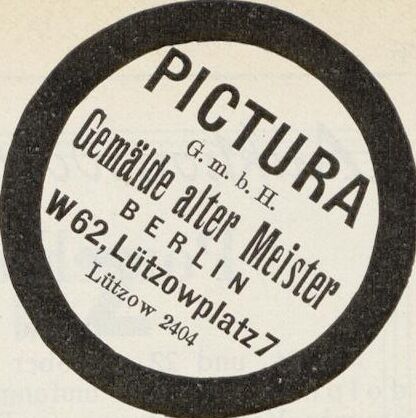 PICTURA
G. m. b. H.
Gemälde alter Meister
BERLIN
W 62, Lützowplatz 7
Lützow 2404